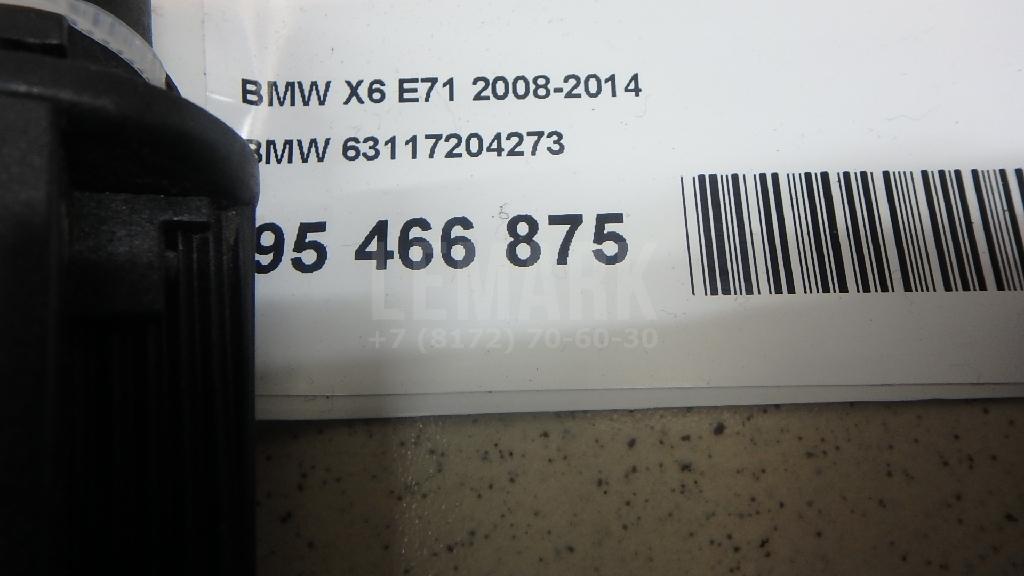 BMW X6 E71 2008-2014
BMW 63117204273
95 466 875
LEMARK
+7 (8172) 70-60-30